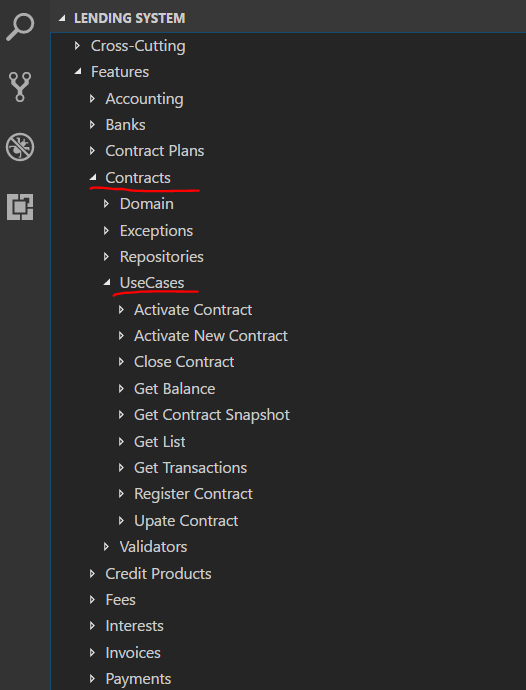 LENDING SYSTEM
Cross-Cutting
Features
Accounting
Banks
Contract Plans
Contracts
Domain
Exceptions
Repositories
UseCases
Activate Contract
Activate New Contract
Close Contract
Get Balance
Get Contract Snapshot
Get List
Get Transactions
Register Contract
Upate Contract
Validators
Credit Products
Fees
Interests
Invoices
Payments